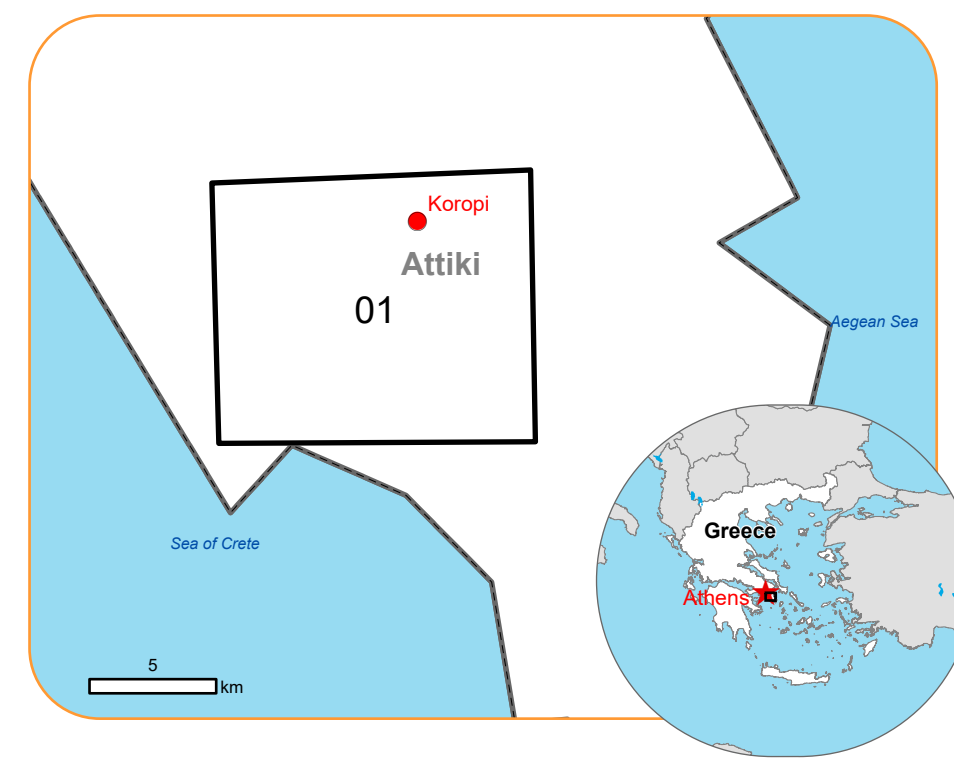 Koropi
Attiki
01
Aegean Sea
Sea of Crete
Greece
Athens
5
km